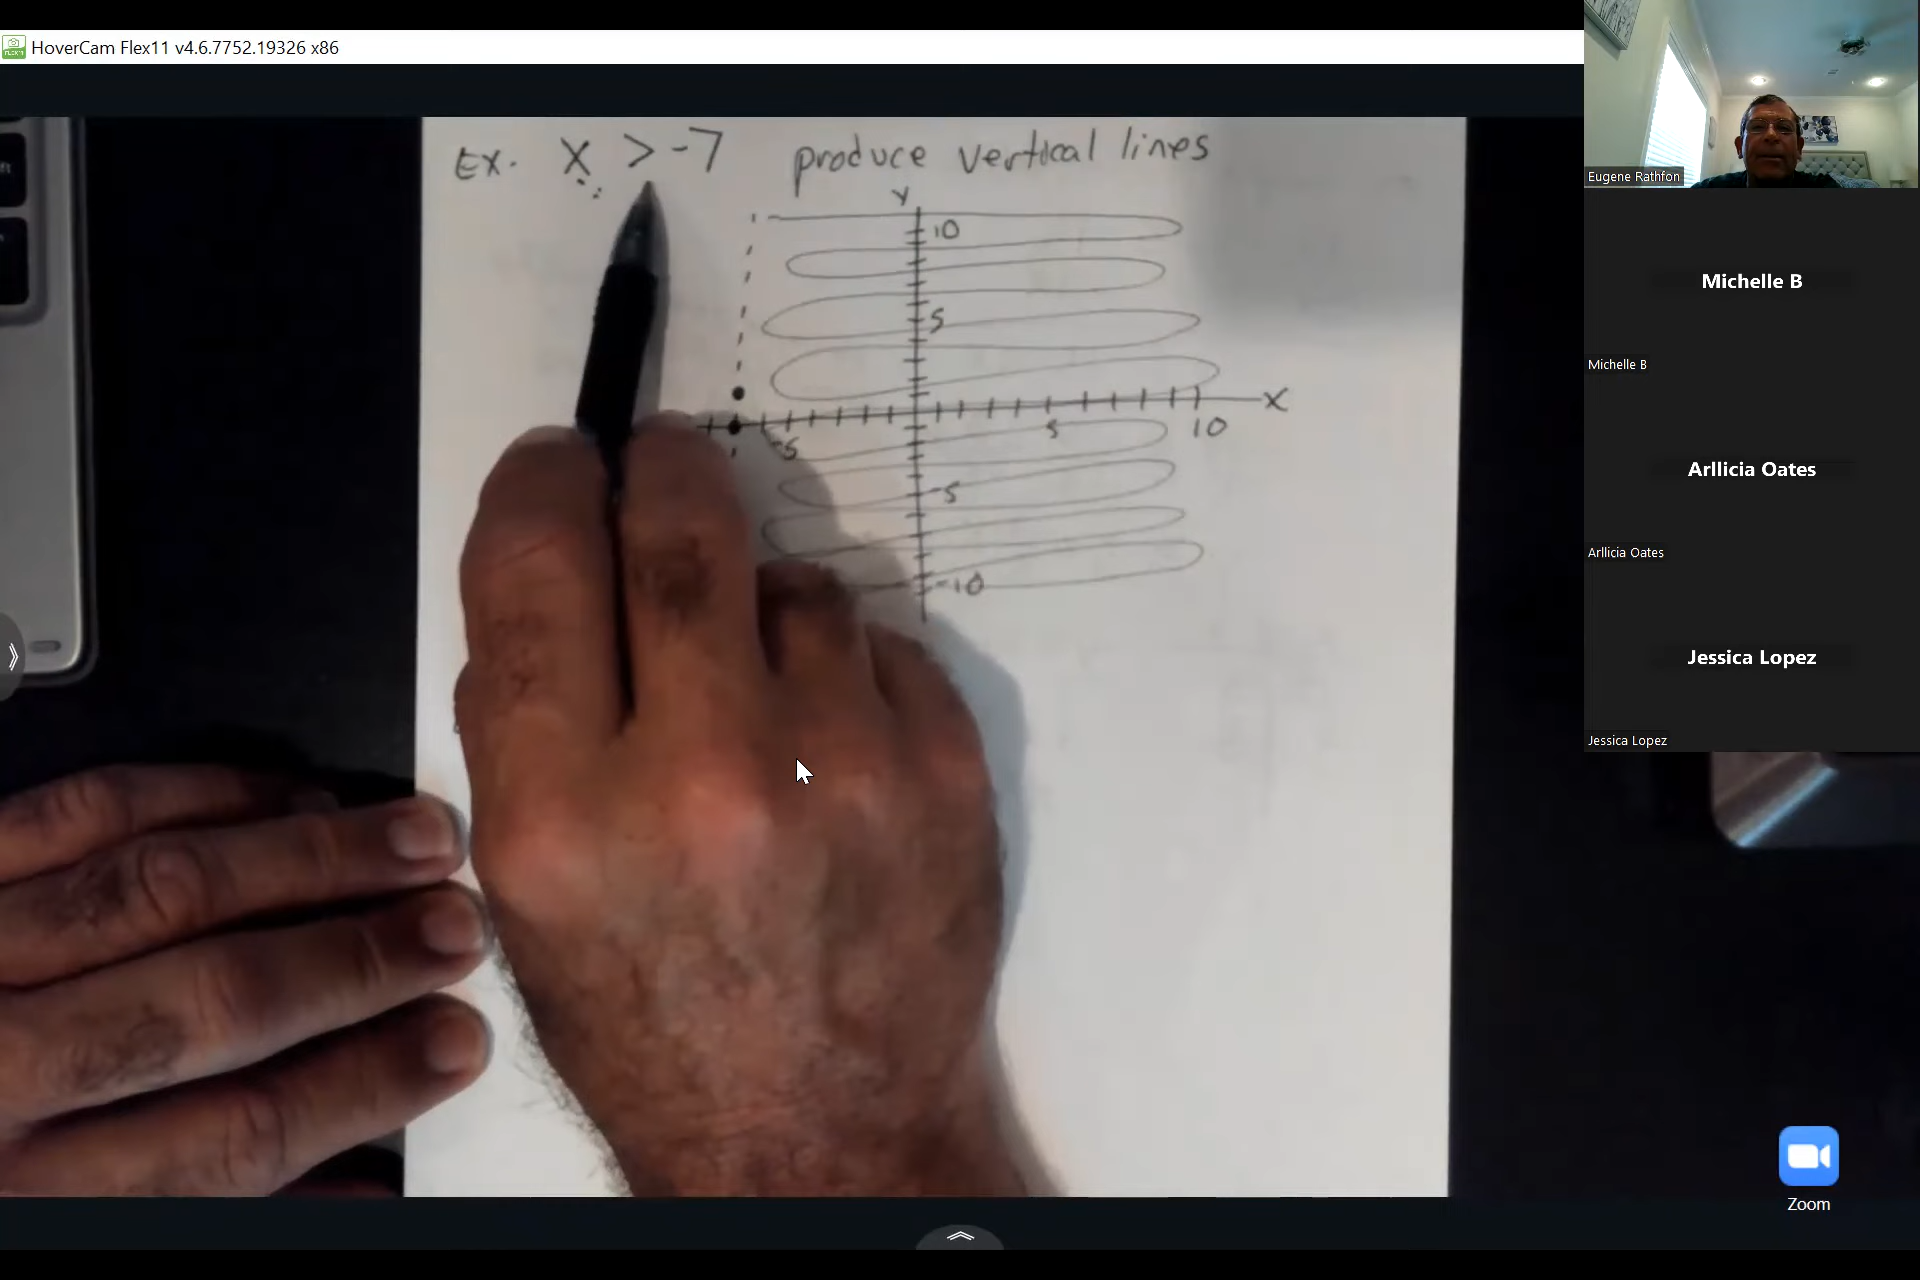 HoverCam Flex11 v4.6.7752.19326 x86
Ex. x > -7 produce vertical lines
y
10
5
x
-5
5
10
-5
-10
Eugene Rathfon
Michelle B
Michelle B
Arllicia Oates
Arllicia Oates
Jessica Lopez
Jessica Lopez
Zoom